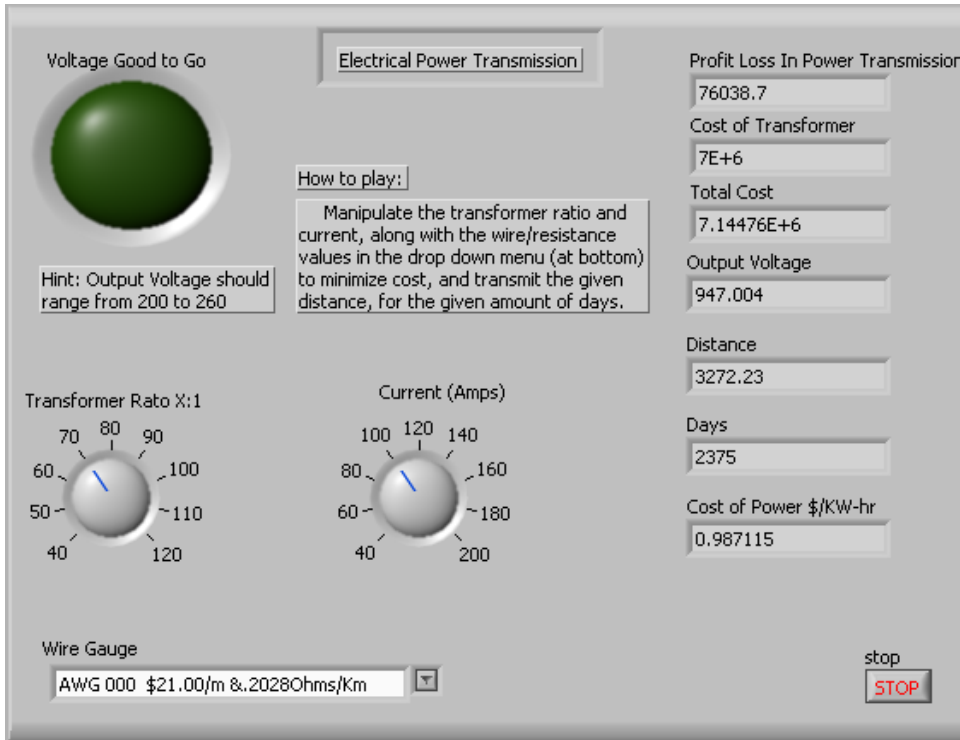 Voltage Good to Go
Electrical Power Transmission
Hint: Output Voltage should
range from 200 to 260
How to play:
Manipulate the transformer ratio and
current, along with the wire/resistance
values in the drop down menu (at bottom)
to minimize cost, and transmit the given
distance, for the given amount of days.
Profit Loss In Power Transmission
76038.7
Cost of Transformer
7E+6
Total Cost
7.14476E+6
Output Voltage
947.004
Distance
3272.23
Days
2375
Cost of Power $/KW-hr
0.987115
Transformer Rato X:1
40
50
60
70
80
90
100
110
120
Current (Amps)
40
60
80
100
120
140
160
180
200
Wire Gauge
AWG 000 $21.00/m &.2028Ohms/Km
stop
STOP